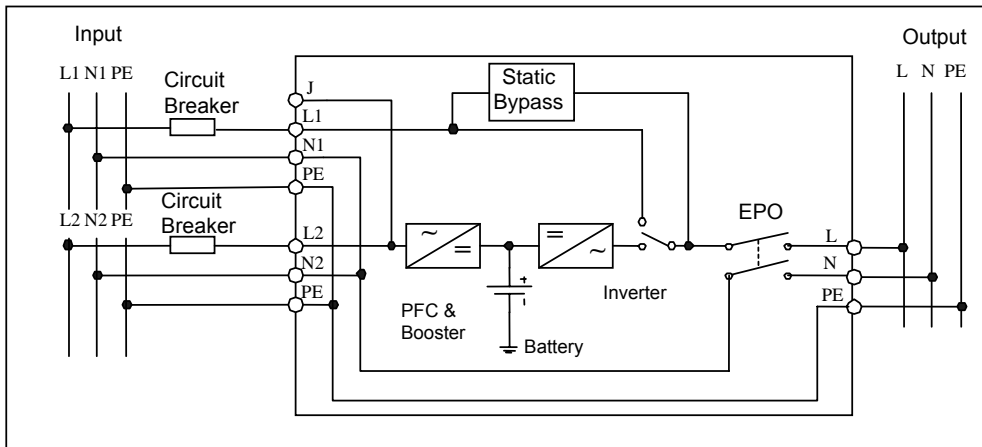 Input
Output
L1 N1 PE
L N PE
Circuit
Breaker
J
Static
Bypass
L1
N1
PE
L2 N2 PE
Circuit
Breaker
L2
EPO
L
~
=
=
~
N2
N
+
-
Inverter
PE
PE
PFC &
Booster
Battery